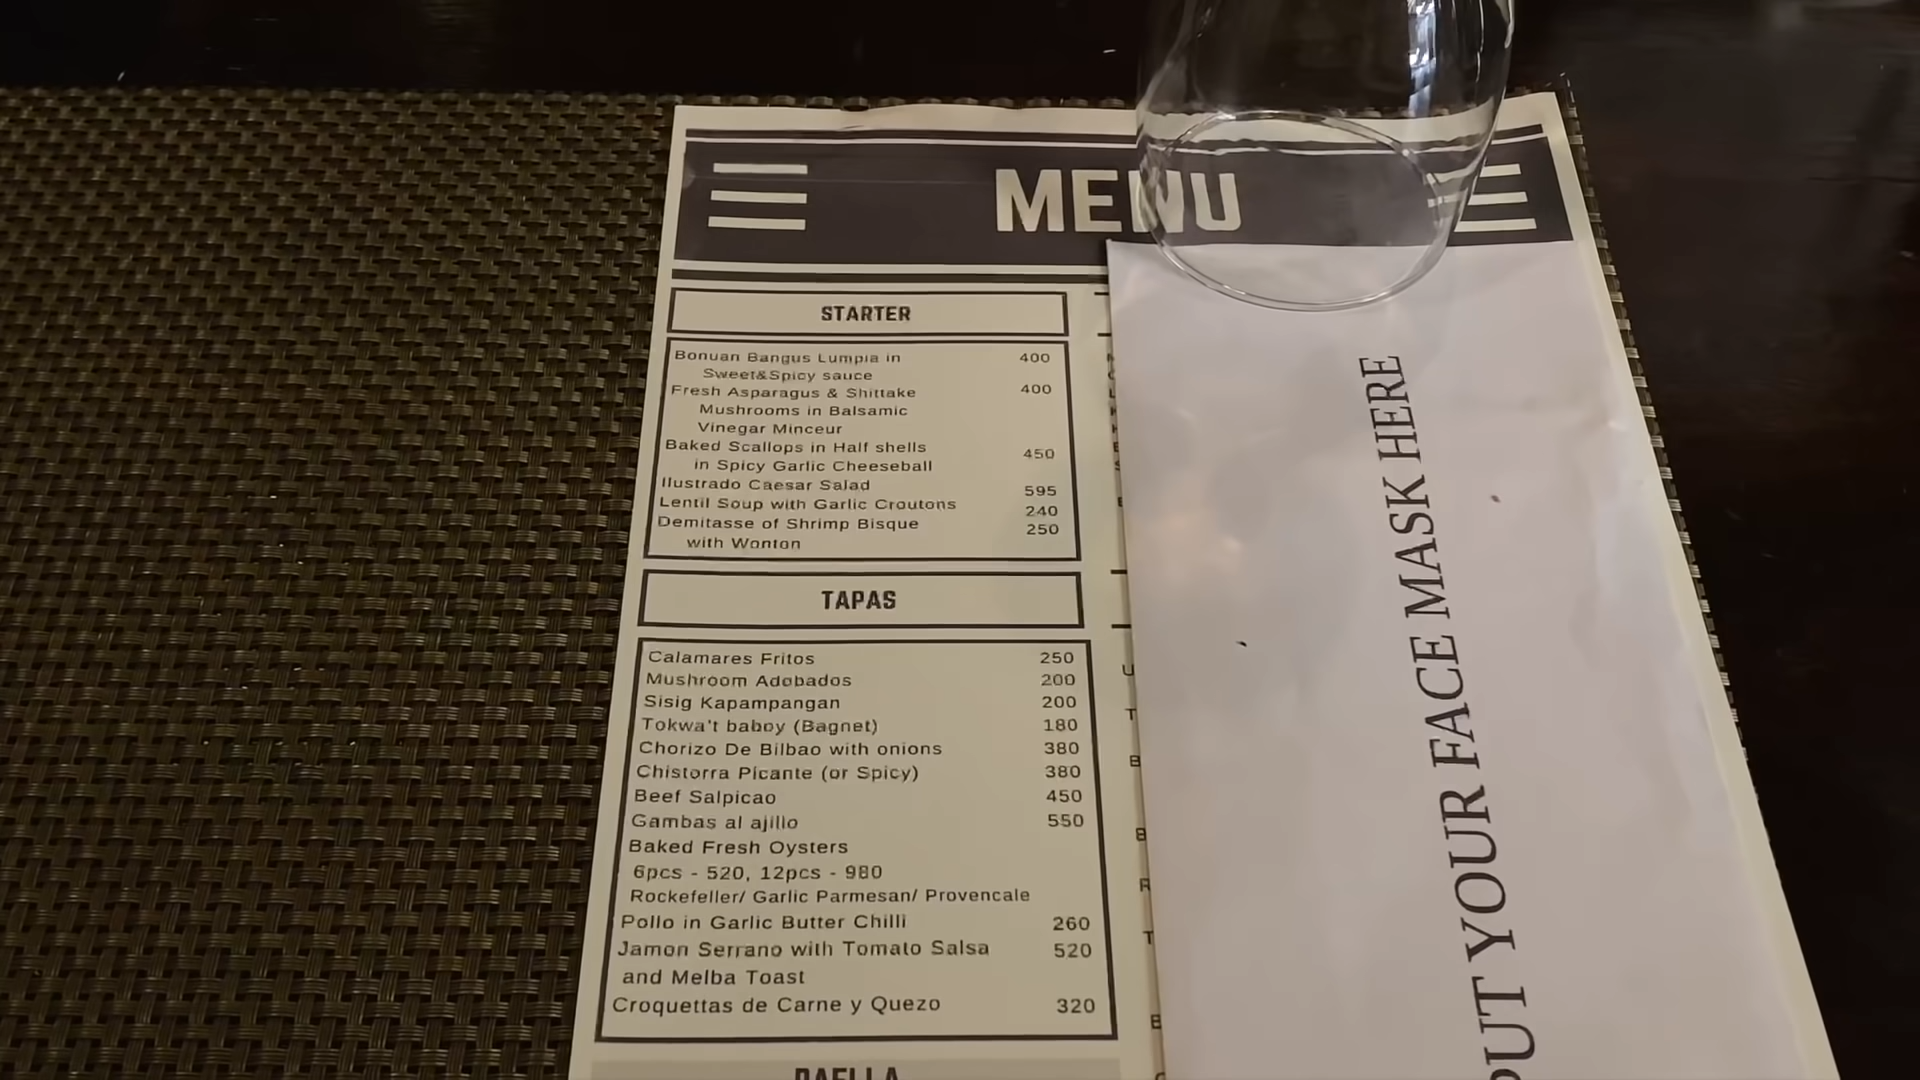 MENU
STARTER
Bonuan Bangus Lumpia in 400
Sweet&Spicy sauce
Fresh Asparagus & Shittake 400
Mushrooms in Balsamic
Vinegar Minceur
Baked Scallops in Half shells
in Spicy Garlic Cheeseball 450
Ilustrado Caesar Salad 595
Lentil Soup with Garlic Croutons 240
Demitasse of Shrimp Bisque 250
with Wonton
TAPAS
Calamares Fritos 250
Mushroom Adobados 200
Sisig Kapampangan 200
Tokwa't baboy (Bagnet) 180
Chorizo De Bilbao with onions 380
Chistorra Picante (or Spicy) 380
Beef Salpicao 450
Gambas al ajillo 550
Baked Fresh Oysters
6pcs - 520, 12pcs - 980
Rockefeller/ Garlic Parmesan/ Provencale
Pollo in Garlic Butter Chilli 260
Jamon Serrano with Tomato Salsa 520
and Melba Toast
Croquettas de Carne y Quezo 320
PAELLA
PUT YOUR FACE MASK HERE